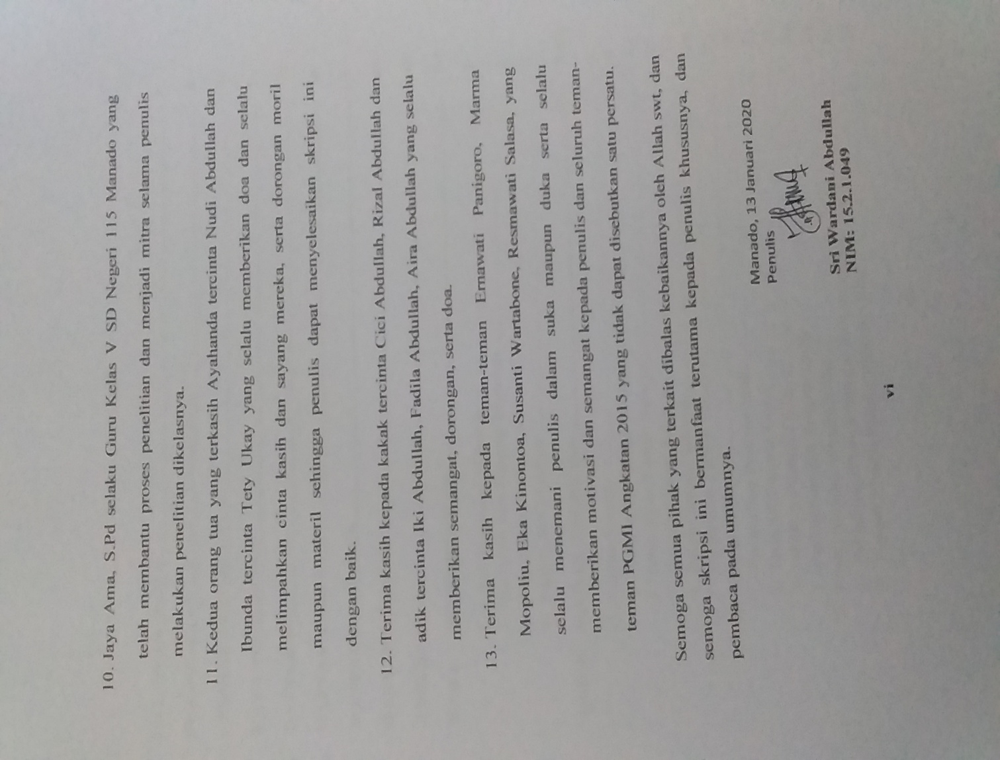 10. Jaya Ama, S.Pd selaku Guru Kelas V SD Negeri 115 Manado yang
telah membantu proses penelitian dan menjadi mitra selama penulis
melakukan penelitian dikelasnya.
11. Kedua orang tua yang terkasih Ayahanda tercinta Nudi Abdullah dan
Ibunda tercinta Tety Ukay yang selalu memberikan doa dan selalu
melimpahkan cinta kasih dan sayang mereka, serta dorongan moril
maupun materil sehingga penulis dapat menyelesaikan skripsi ini
dengan baik.
12. Terima kasih kepada kakak tercinta Cici Abdullah, Rizal Abdullah dan
adik tercinta Iki Abdullah, Fadila Abdullah, Aira Abdullah yang selalu
memberikan semangat, dorongan, serta doa.
13. Terima kasih kepada teman-teman Ernawati Panigoro, Marma
Mopoliu, Eka Kinontoa, Susanti Wartabone, Resmawati Salasa, yang
selalu menemani penulis dalam suka maupun duka serta selalu
memberikan motivasi dan semangat kepada penulis dan seluruh teman-
teman PGMI Angkatan 2015 yang tidak dapat disebutkan satu persatu.
Semoga semua pihak yang terkait dibalas kebaikannya oleh Allah swt, dan
semoga skripsi ini bermanfaat terutama kepada penulis khususnya, dan
pembaca pada umumnya.
Manado, 13 Januari 2020
Penulis
Sri Wardani Abdullah
NIM: 15.2.1.049
vi